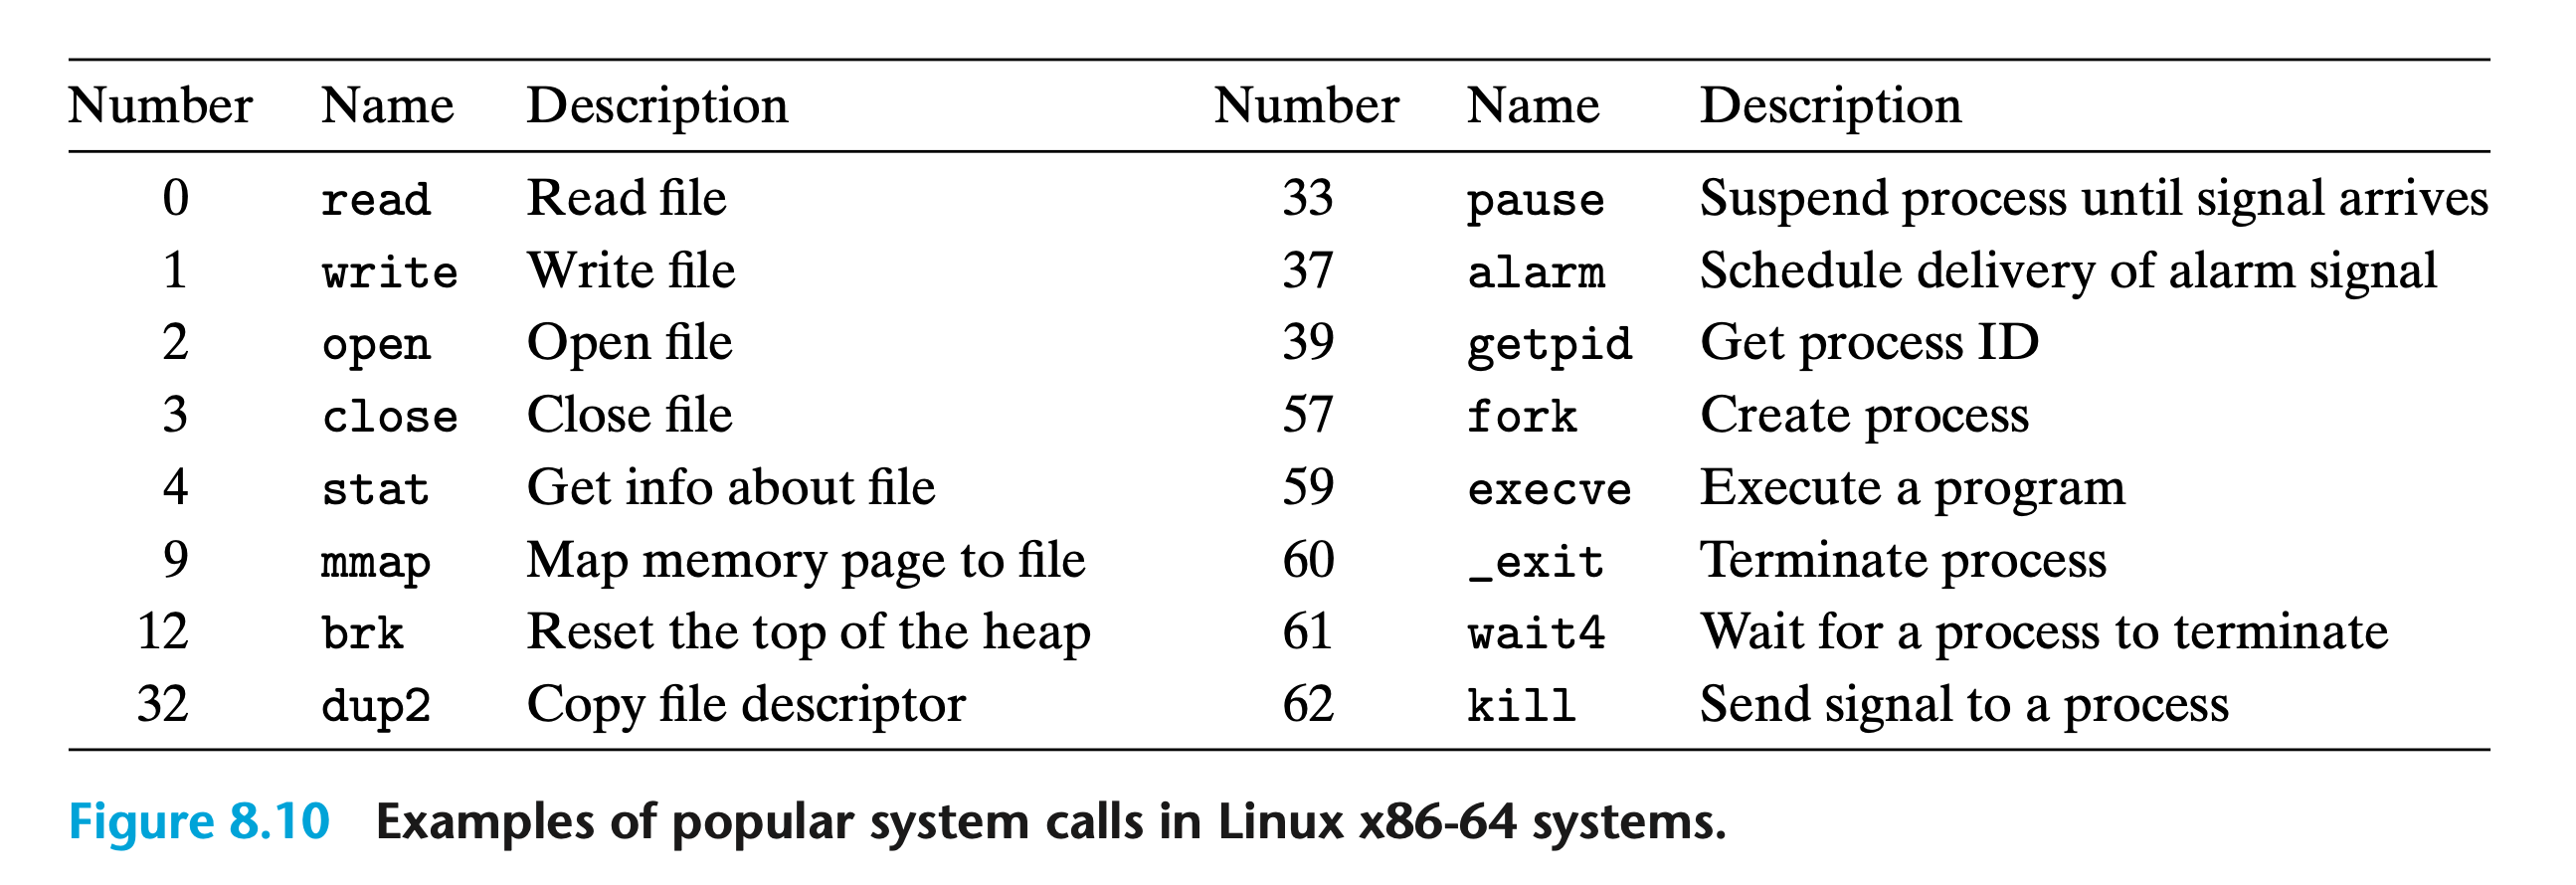 Number Name Description Number Name Description
0 read Read file 33 pause Suspend process until signal arrives
1 write Write file 37 alarm Schedule delivery of alarm signal
2 open Open file 39 getpid Get process ID
3 close Close file 57 fork Create process
4 stat Get info about file 59 execve Execute a program
9 mmap Map memory page to file 60 _exit Terminate process
12 brk Reset the top of the heap 61 wait4 Wait for a process to terminate
32 dup2 Copy file descriptor 62 kill Send signal to a process
Figure 8.10 Examples of popular system calls in Linux x86-64 systems.